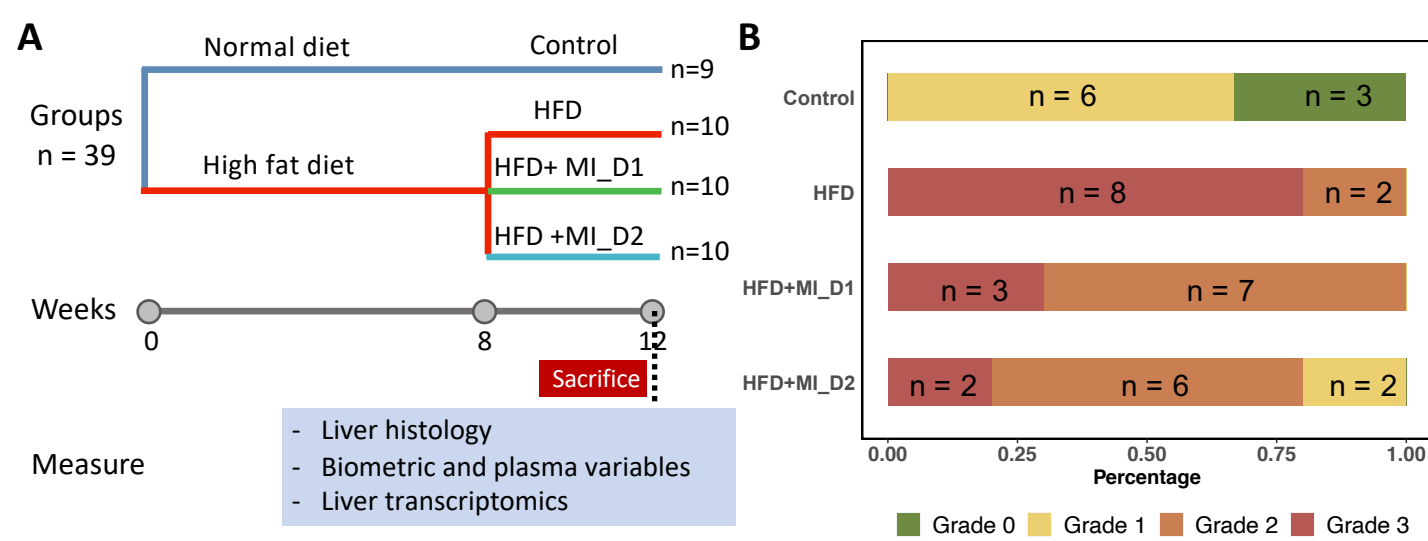 A
Normal diet
Control
n=9
Groups
n = 39
HFD
n=10
High fat diet
HFD+ MI_D1
n=10
HFD +MI_D2
n=10
Weeks
0
8
12
Sacrifice
Measure
- Liver histology
- Biometric and plasma variables
- Liver transcriptomics
B
Control
n = 6
n = 3
HFD
n = 8
n = 2
HFD+MI_D1
n = 3
n = 7
HFD+MI_D2
n = 2
n = 6
n = 2
0.00 0.25 0.50 0.75 1.00
Percentage
Grade 0 Grade 1 Grade 2 Grade 3